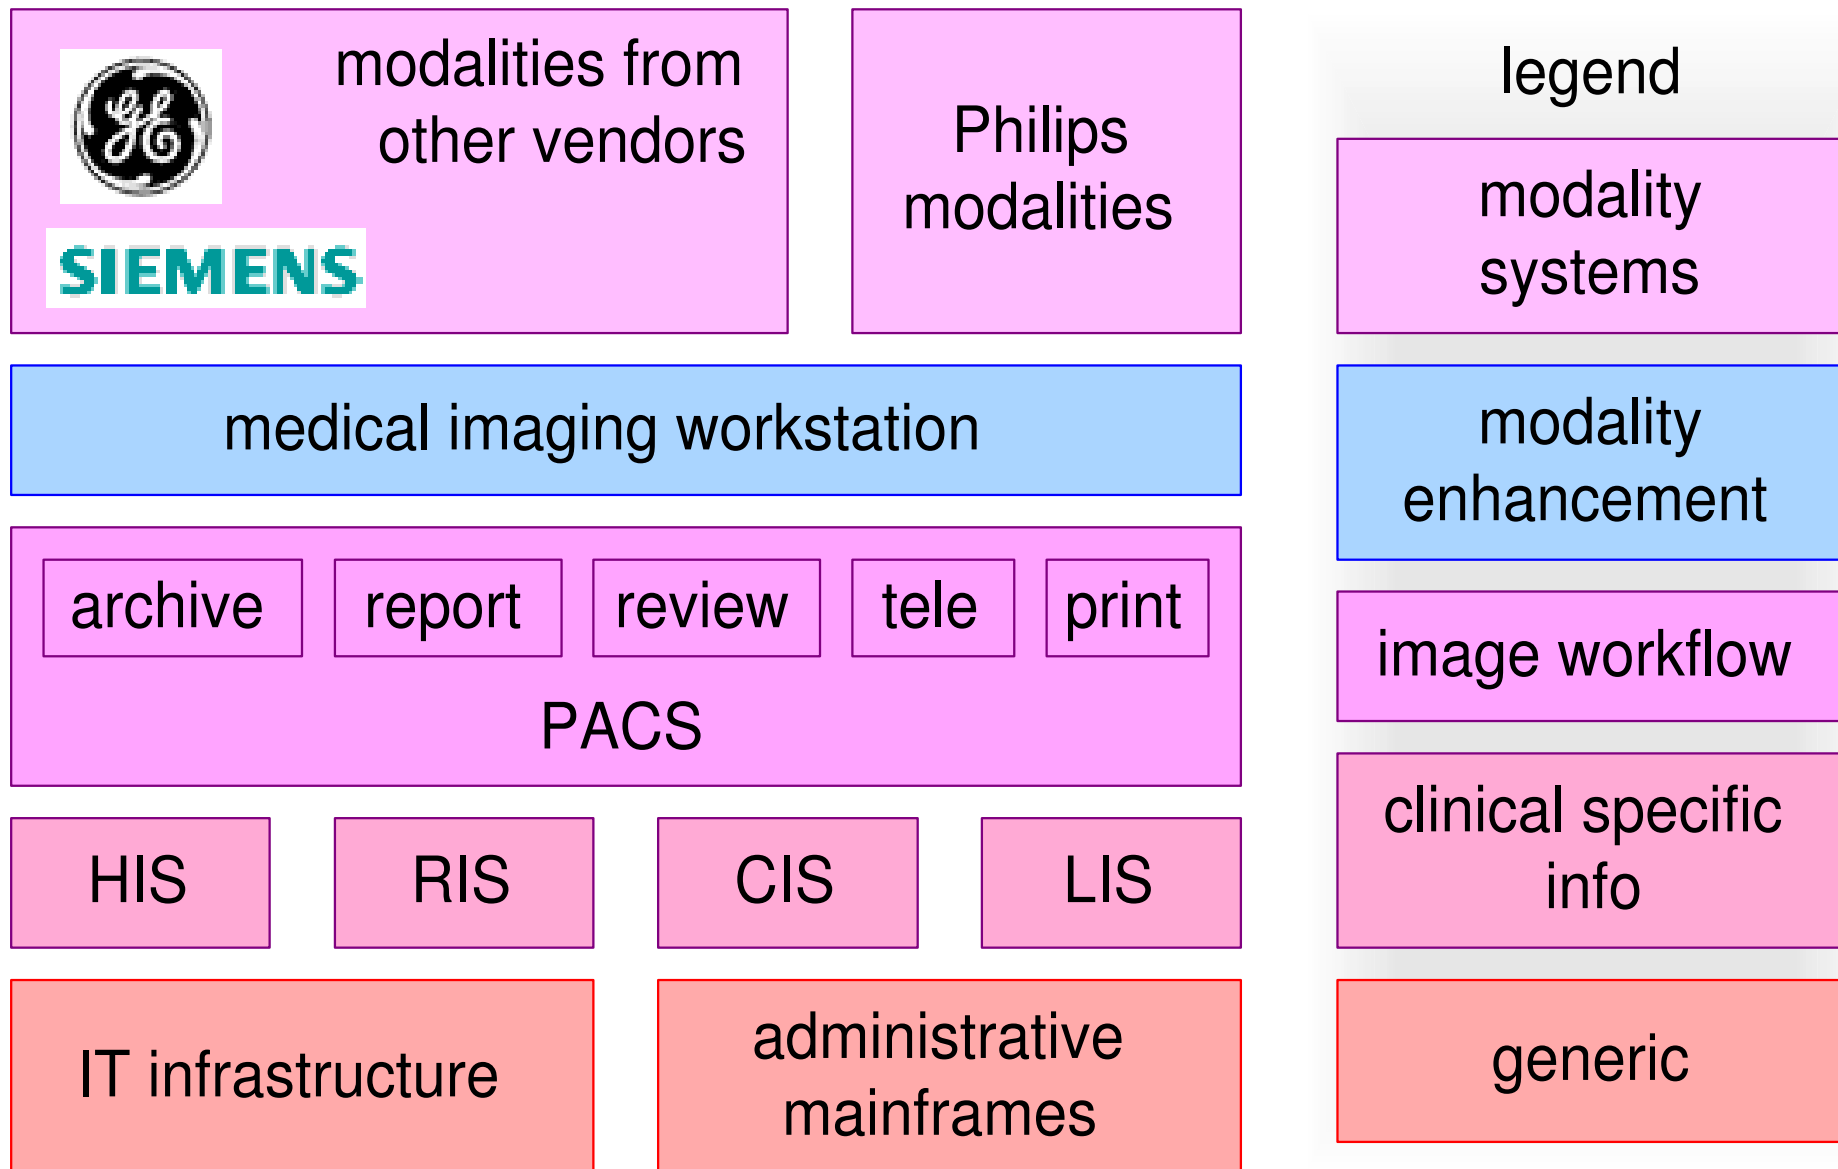 modalities from
other vendors
GE
SIEMENS
Philips
modalities
medical imaging workstation
archive
report
review
tele
print
PACS
HIS
RIS
CIS
LIS
IT infrastructure
administrative
mainframes
legend
modality
systems
modality
enhancement
image workflow
clinical specific
info
generic